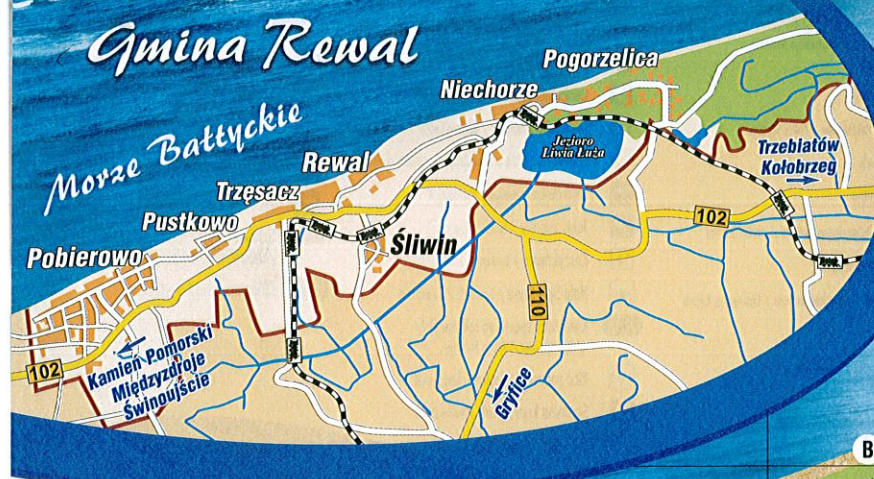 Gmina Rewal
Morze Bałtyckie
Pogorzelica
Niechorze
Jezioro
Liwia Łuża
Trzebiatów
Kołobrzeg
Rewal
Trzęsacz
Pustkowo
Pobierowo
Śliwin
102
102
110
Kamień Pomorski
Międzyzdroje
Świnoujście
Gryfice
B